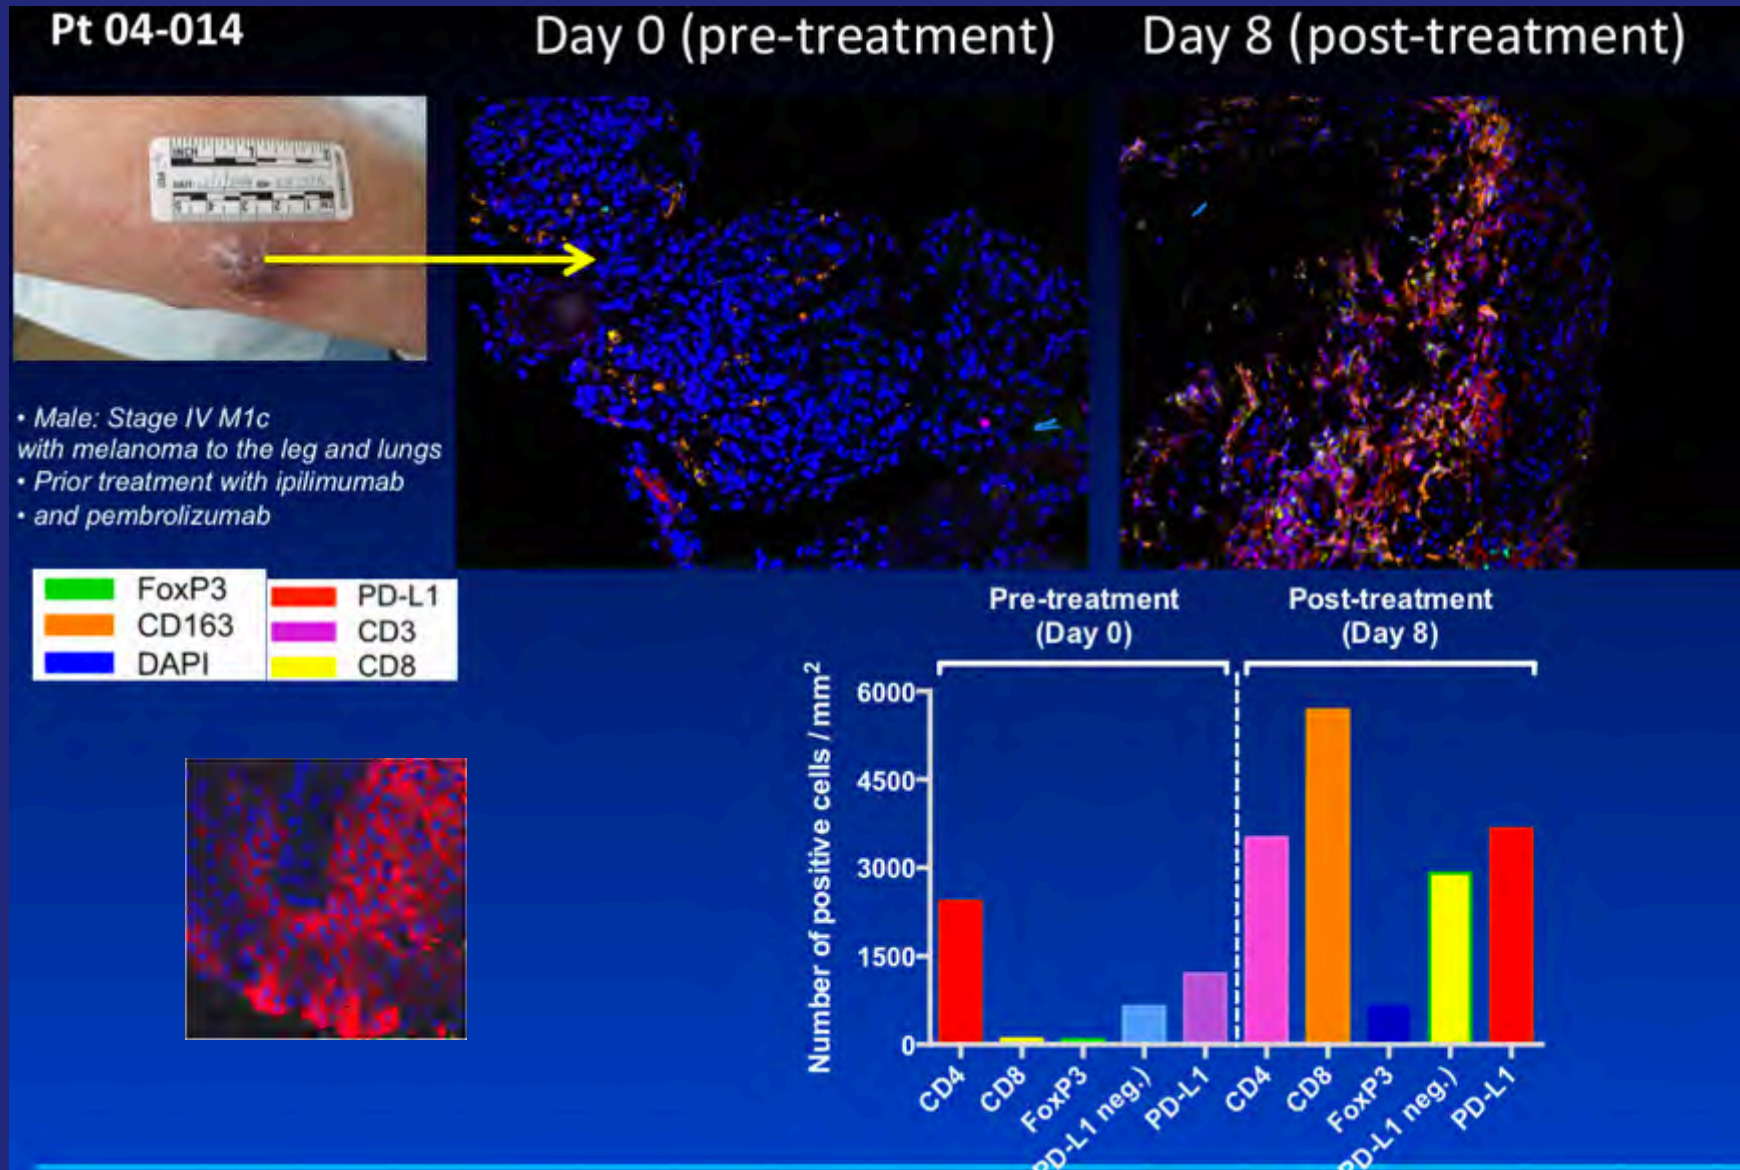 Pt 04-014
Day 0 (pre-treatment)
Day 8 (post-treatment)
INCH
• Male: Stage IV M1c
with melanoma to the leg and lungs
• Prior treatment with ipilimumab
• and pembrolizumab
FoxP3
CD163
DAPI
PD-L1
CD3
CD8
Pre-treatment
(Day 0)
Post-treatment
(Day 8)
Number of positive cells / mm²
6000
4500
3000
1500
0
CD4
CD8
FoxP3
PD-L1 neg.)
PD-L1
CD4
CD8
FoxP3
PD-L1 neg.)
PD-L1